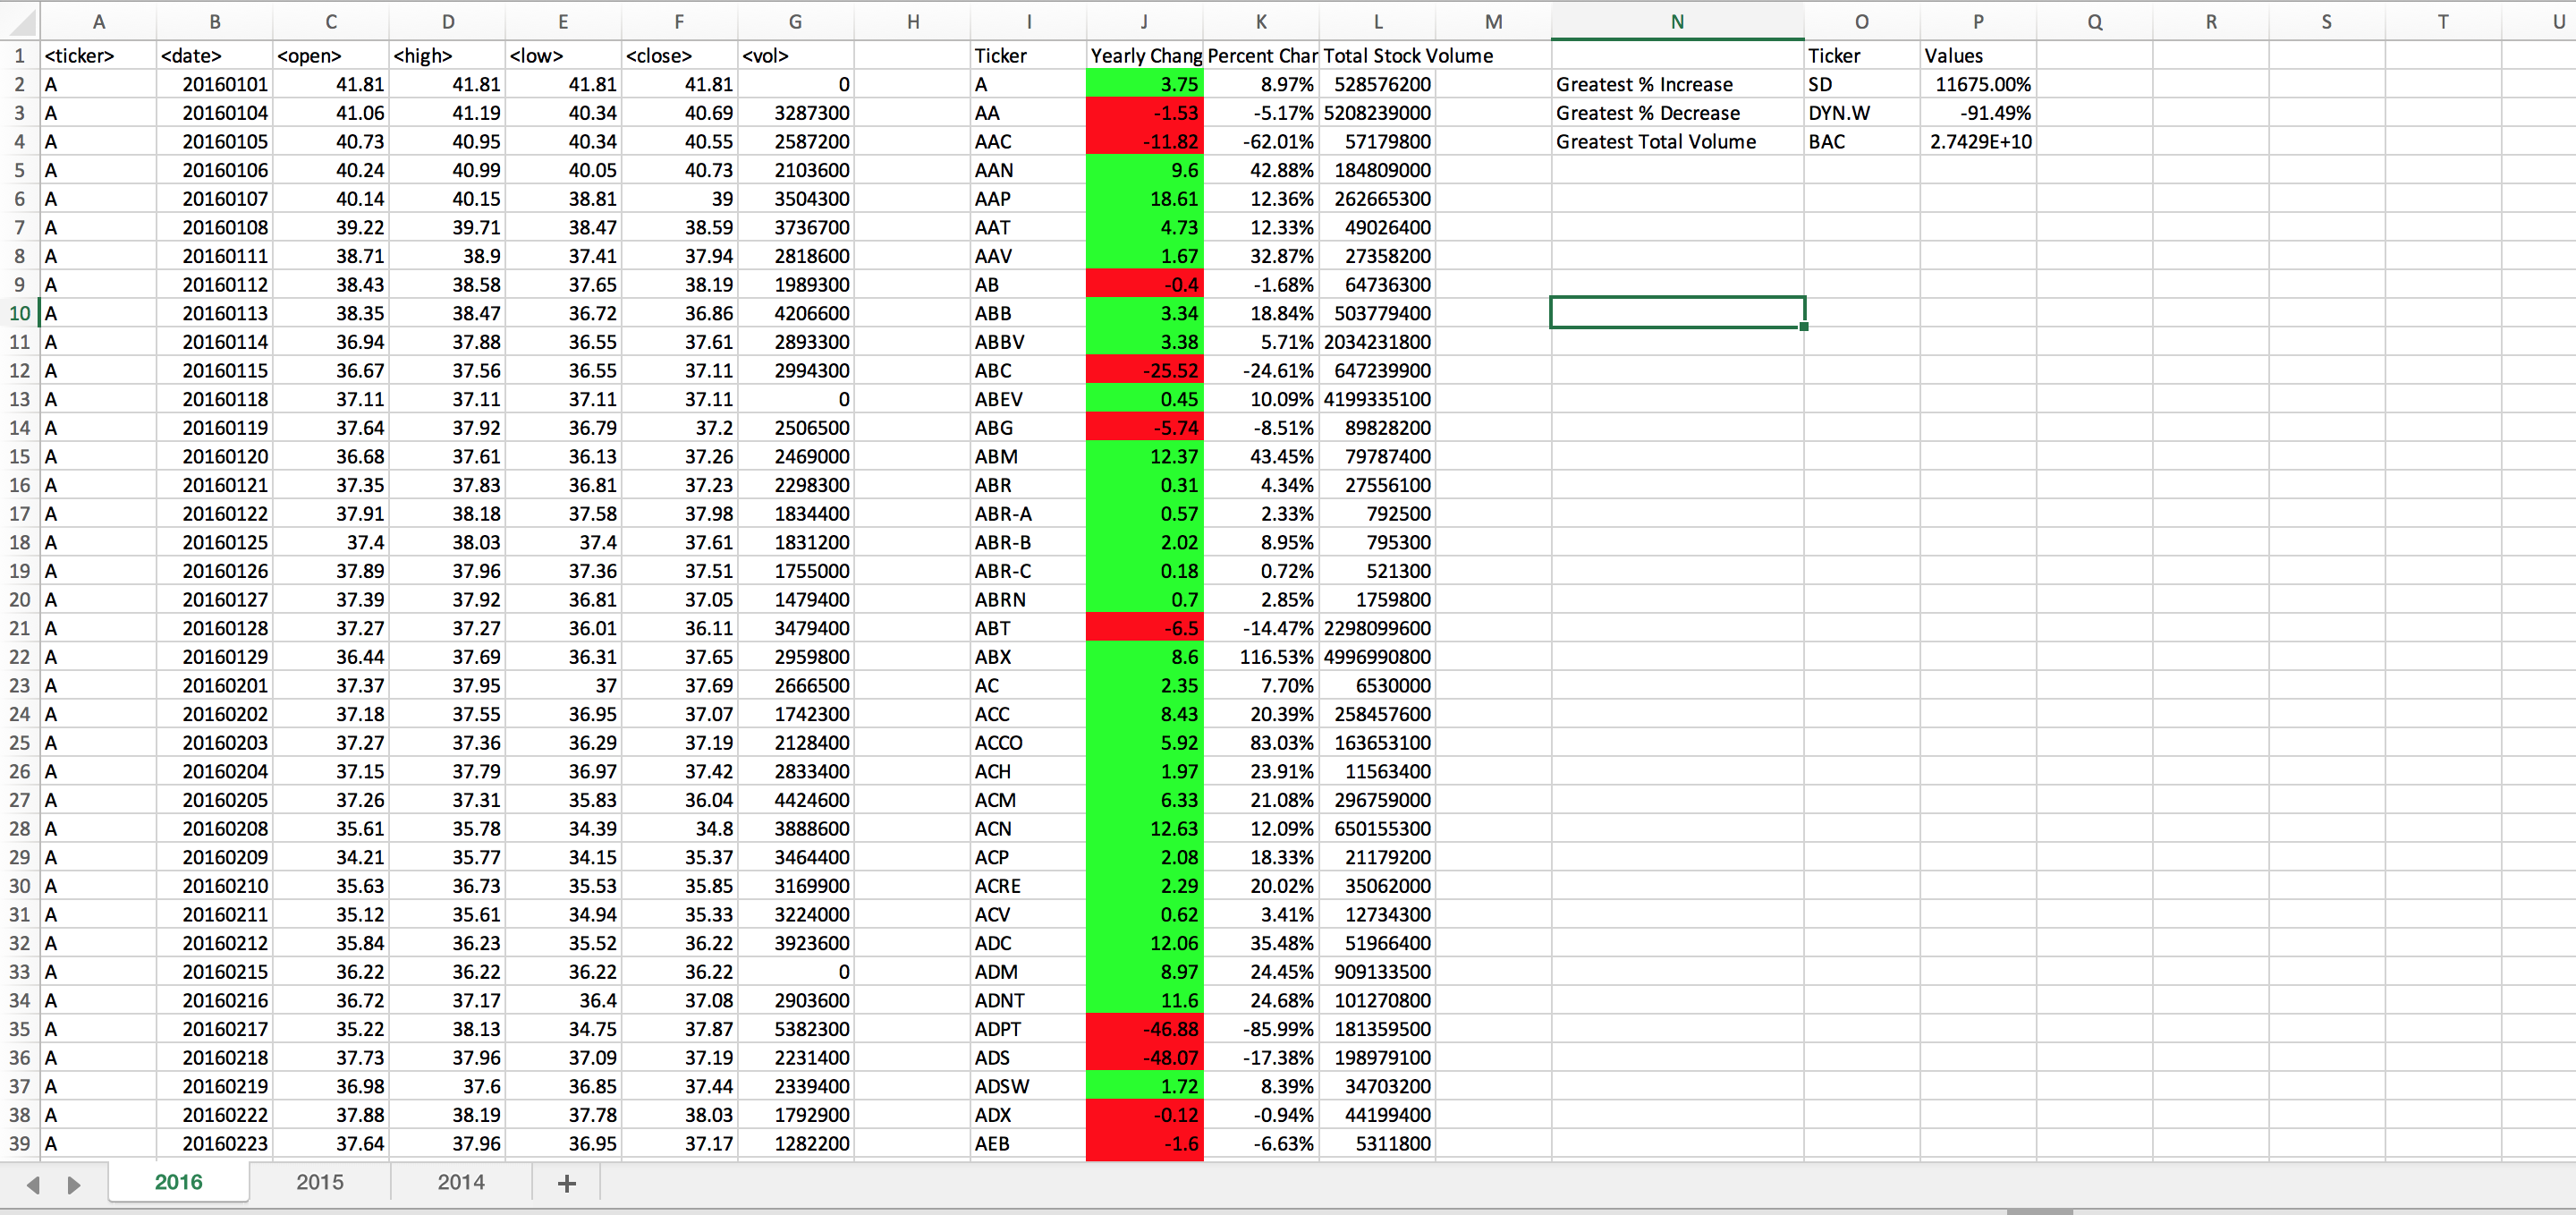 A B C D E F G H I J K L M N O P Q R S T U
1 <ticker> <date> <open> <high> <low> <close> <vol> Ticker Yearly Chang Percent Char Total Stock Volume Ticker Values
2 A 20160101 41.81 41.81 41.81 41.81 0 A 3.75 8.97% 528576200 Greatest % Increase SD 11675.00%
3 A 20160104 41.06 41.19 40.34 40.69 3287300 AA -1.53 -5.17% 5208239000 Greatest % Decrease DYN.W -91.49%
4 A 20160105 40.73 40.95 40.34 40.55 2587200 AAC -11.82 -62.01% 57179800 Greatest Total Volume BAC 2.7429E+10
5 A 20160106 40.24 40.99 40.05 40.73 2103600 AAN 9.6 42.88% 184809000
6 A 20160107 40.14 40.15 38.81 39 3504300 AAP 18.61 12.36% 262665300
7 A 20160108 39.22 39.71 38.47 38.59 3736700 AAT 4.73 12.33% 49026400
8 A 20160111 38.71 38.9 37.41 37.94 2818600 AAV 1.67 32.87% 27358200
9 A 20160112 38.43 38.58 37.65 38.19 1989300 AB -0.4 -1.68% 64736300
10 A 20160113 38.35 38.47 36.72 36.86 4206600 ABB 3.34 18.84% 503779400
11 A 20160114 36.94 37.88 36.55 37.61 2893300 ABBV 3.38 5.71% 2034231800
12 A 20160115 36.67 37.56 36.55 37.11 2994300 ABC -25.52 -24.61% 647239900
13 A 20160118 37.11 37.11 37.11 37.11 0 ABEV 0.45 10.09% 4199335100
14 A 20160119 37.64 37.92 36.79 37.2 2506500 ABG -5.74 -8.51% 89828200
15 A 20160120 36.68 37.61 36.13 37.26 2469000 ABM 12.37 43.45% 79787400
16 A 20160121 37.35 37.83 36.81 37.23 2298300 ABR 0.31 4.34% 27556100
17 A 20160122 37.91 38.18 37.58 37.98 1834400 ABR-A 0.57 2.33% 792500
18 A 20160125 37.4 38.03 37.4 37.61 1831200 ABR-B 2.02 8.95% 795300
19 A 20160126 37.89 37.96 37.36 37.51 1755000 ABR-C 0.18 0.72% 521300
20 A 20160127 37.39 37.92 36.81 37.05 1479400 ABRN 0.7 2.85% 1759800
21 A 20160128 37.27 37.27 36.01 36.11 3479400 ABT -6.5 -14.47% 2298099600
22 A 20160129 36.44 37.69 36.31 37.65 2959800 ABX 8.6 116.53% 4996990800
23 A 20160201 37.37 37.95 37 37.69 2666500 AC 2.35 7.70% 6530000
24 A 20160202 37.18 37.55 36.95 37.07 1742300 ACC 8.43 20.39% 258457600
25 A 20160203 37.27 37.36 36.29 37.19 2128400 ACCO 5.92 83.03% 163653100
26 A 20160204 37.15 37.79 36.97 37.42 2833400 ACH 1.97 23.91% 11563400
27 A 20160205 37.26 37.31 35.83 36.04 4424600 ACM 6.33 21.08% 296759000
28 A 20160208 35.61 35.78 34.39 34.8 3888600 ACN 12.63 12.09% 650155300
29 A 20160209 34.21 35.77 34.15 35.37 3464400 ACP 2.08 18.33% 21179200
30 A 20160210 35.63 36.73 35.53 35.85 3169900 ACRE 2.29 20.02% 35062000
31 A 20160211 35.12 35.61 34.94 35.33 3224000 ACV 0.62 3.41% 12734300
32 A 20160212 35.84 36.23 35.52 36.22 3923600 ADC 12.06 35.48% 51966400
33 A 20160215 36.22 36.22 36.22 36.22 0 ADM 8.97 24.45% 909133500
34 A 20160216 36.72 37.17 36.4 37.08 2903600 ADNT 11.6 24.68% 101270800
35 A 20160217 35.22 38.13 34.75 37.87 5382300 ADPT -46.88 -85.99% 181359500
36 A 20160218 37.73 37.96 37.09 37.19 2231400 ADS -48.07 -17.38% 198979100
37 A 20160219 36.98 37.6 36.85 37.44 2339400 ADSW 1.72 8.39% 34703200
38 A 20160222 37.88 38.19 37.78 38.03 1792900 ADX -0.12 -0.94% 44199400
39 A 20160223 37.64 37.96 36.95 37.17 1282200 AEB -1.6 -6.63% 5311800
2016 2015 2014 +